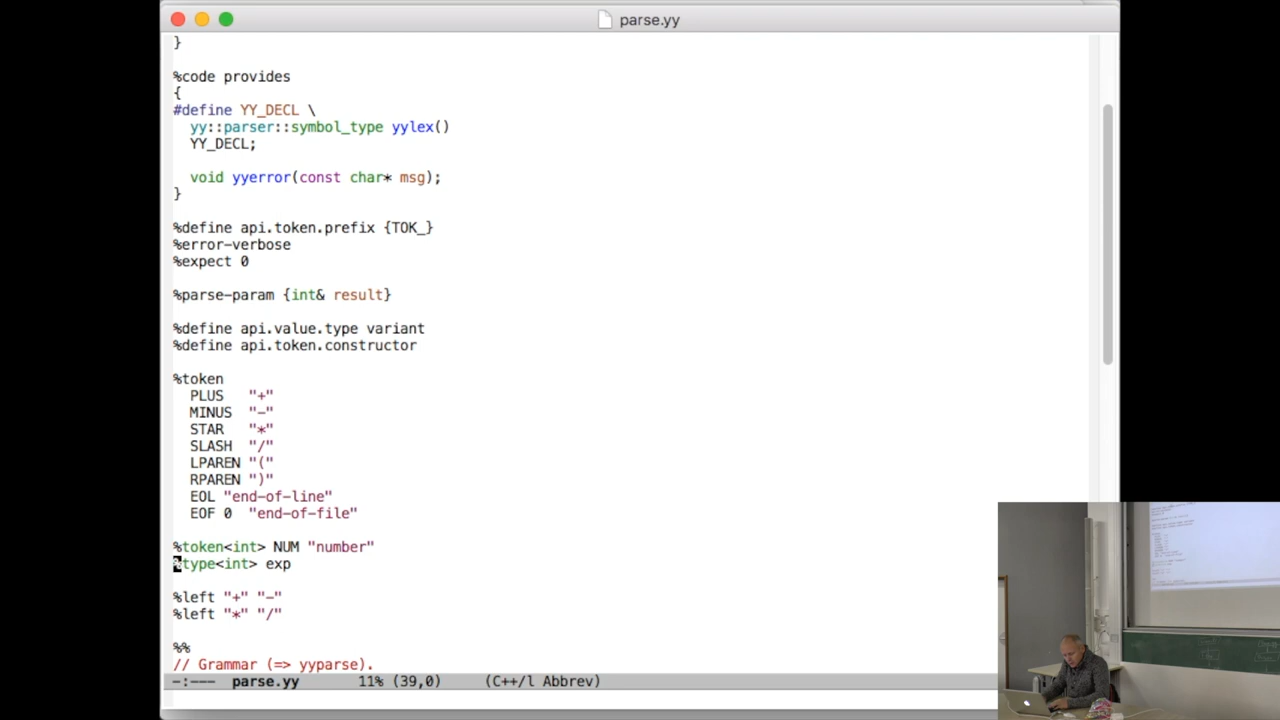 parse.yy
}
%code provides
{
#define YY_DECL \
  yy::parser::symbol_type yylex()
  YY_DECL;
  void yyerror(const char* msg);
}
%define api.token.prefix {TOK_}
%error-verbose
%expect 0
%parse-param {int& result}
%define api.value.type variant
%define api.token.constructor
%token
  PLUS   "+"
  MINUS  "-"
  STAR   "*"
  SLASH  "/"
  LPAREN "("
  RPAREN ")"
  EOL "end-of-line"
  EOF 0  "end-of-file"
%token<int> NUM "number"
%type<int> exp
%left "+" "-"
%left "*" "/"
%%
// Grammar (=> yyparse).
-:---  parse.yy       11% (39,0)      (C++/l Abbrev)